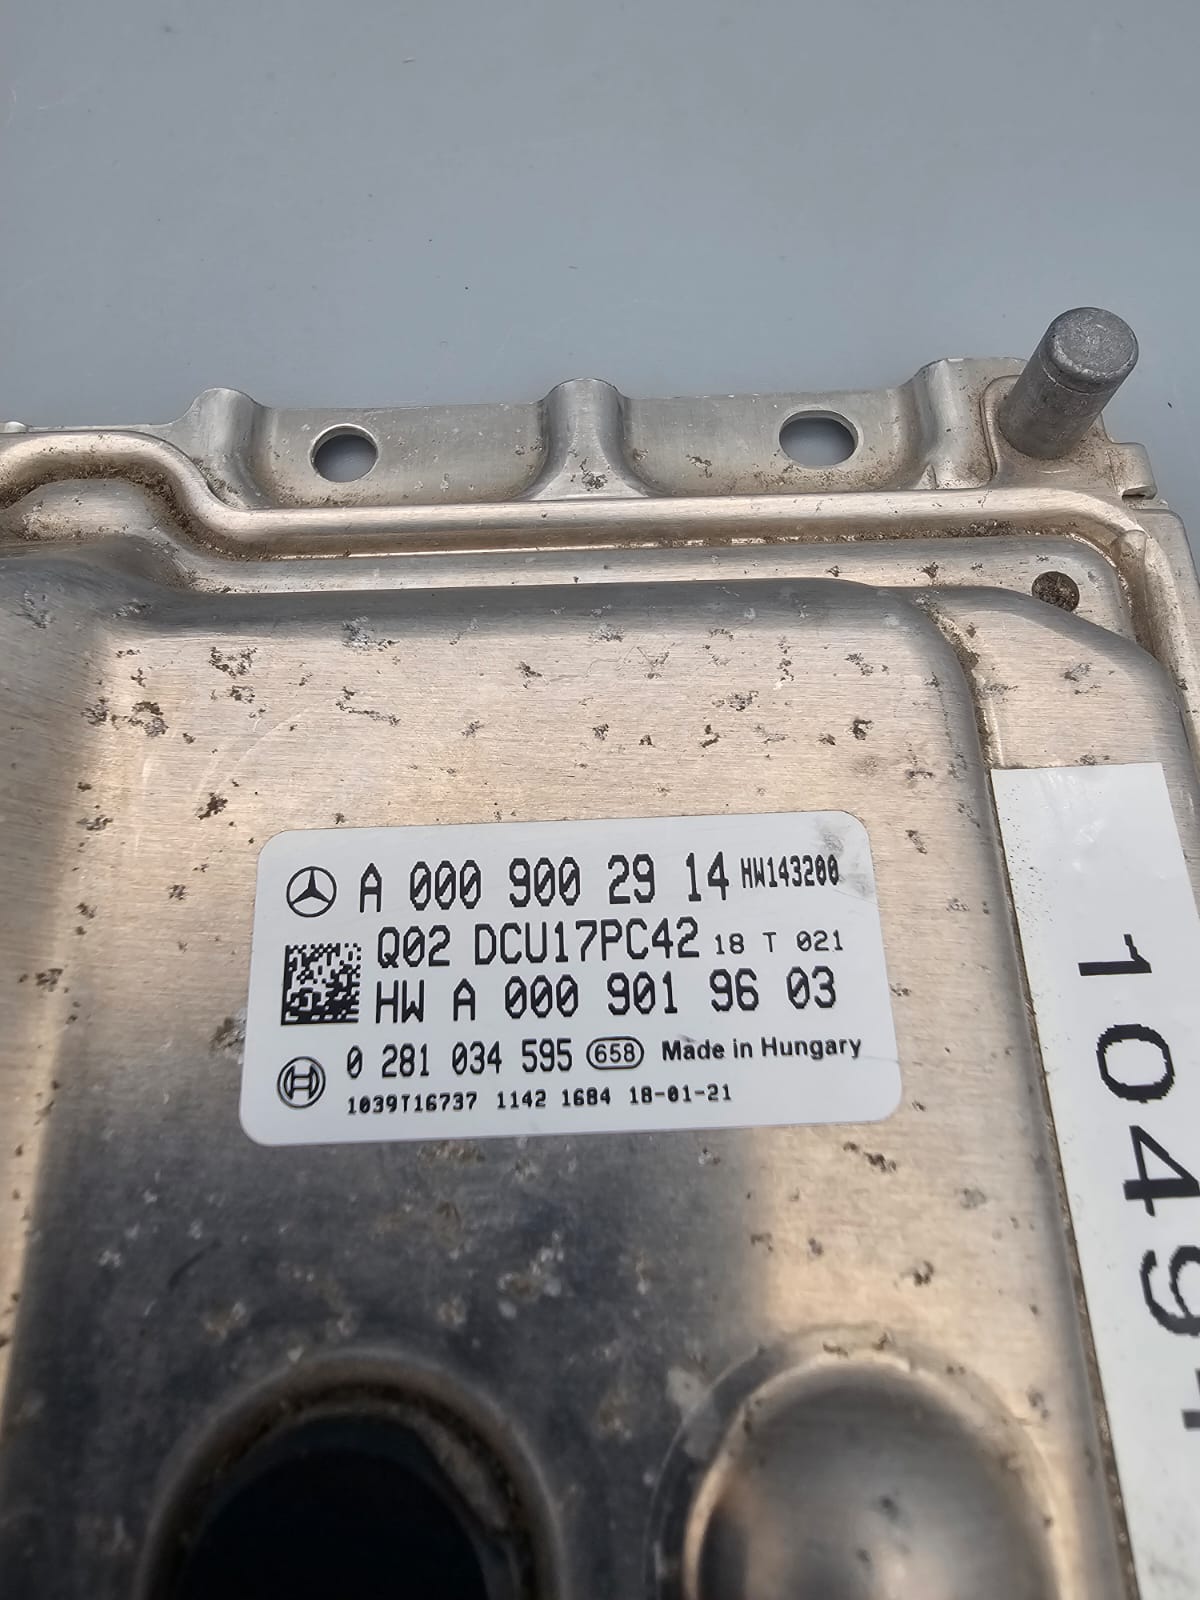 A 000 900 29 14 HW143200
Q02 DCU17PC42 18 T 021
HW A 000 901 96 03
0 281 034 595 658 Made in Hungary
1039T16737 1142 1684 18-01-21
1049